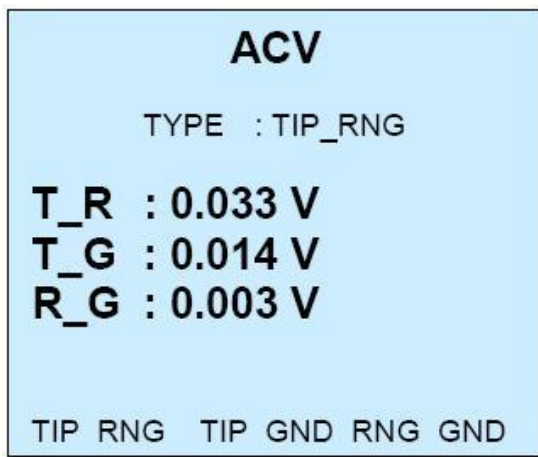 ACV
TYPE : TIP_RNG
T_R : 0.033 V
T_G : 0.014 V
R_G : 0.003 V
TIP RNG TIP GND RNG GND